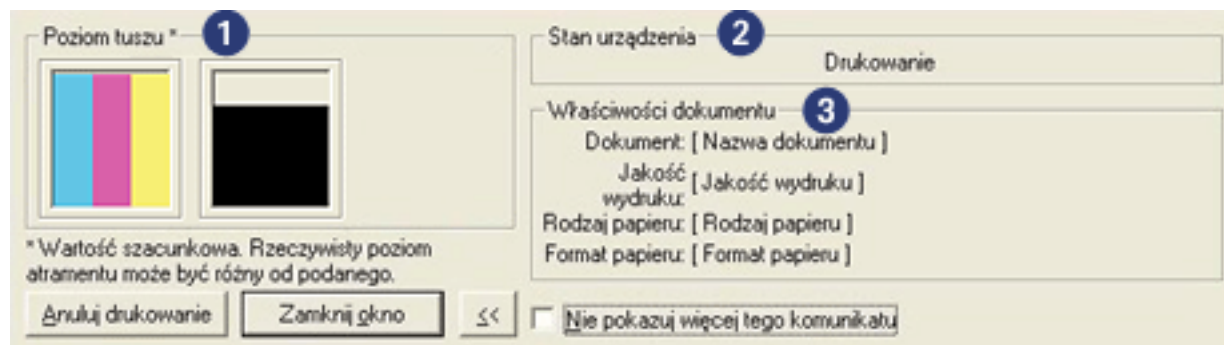 Poziom tuszu *
1
* Wartość szacunkowa. Rzeczywisty poziom
atramentu może być różny od podanego.
Anuluj drukowanie
Zamknij okno
<<
Stan urządzenia
2
Drukowanie
Właściwości dokumentu
3
Dokument: [ Nazwa dokumentu ]
Jakość
wydruku: [ Jakość wydruku ]
Rodzaj papieru: [ Rodzaj papieru ]
Format papieru: [ Format papieru ]
Nie pokazuj więcej tego komunikatu